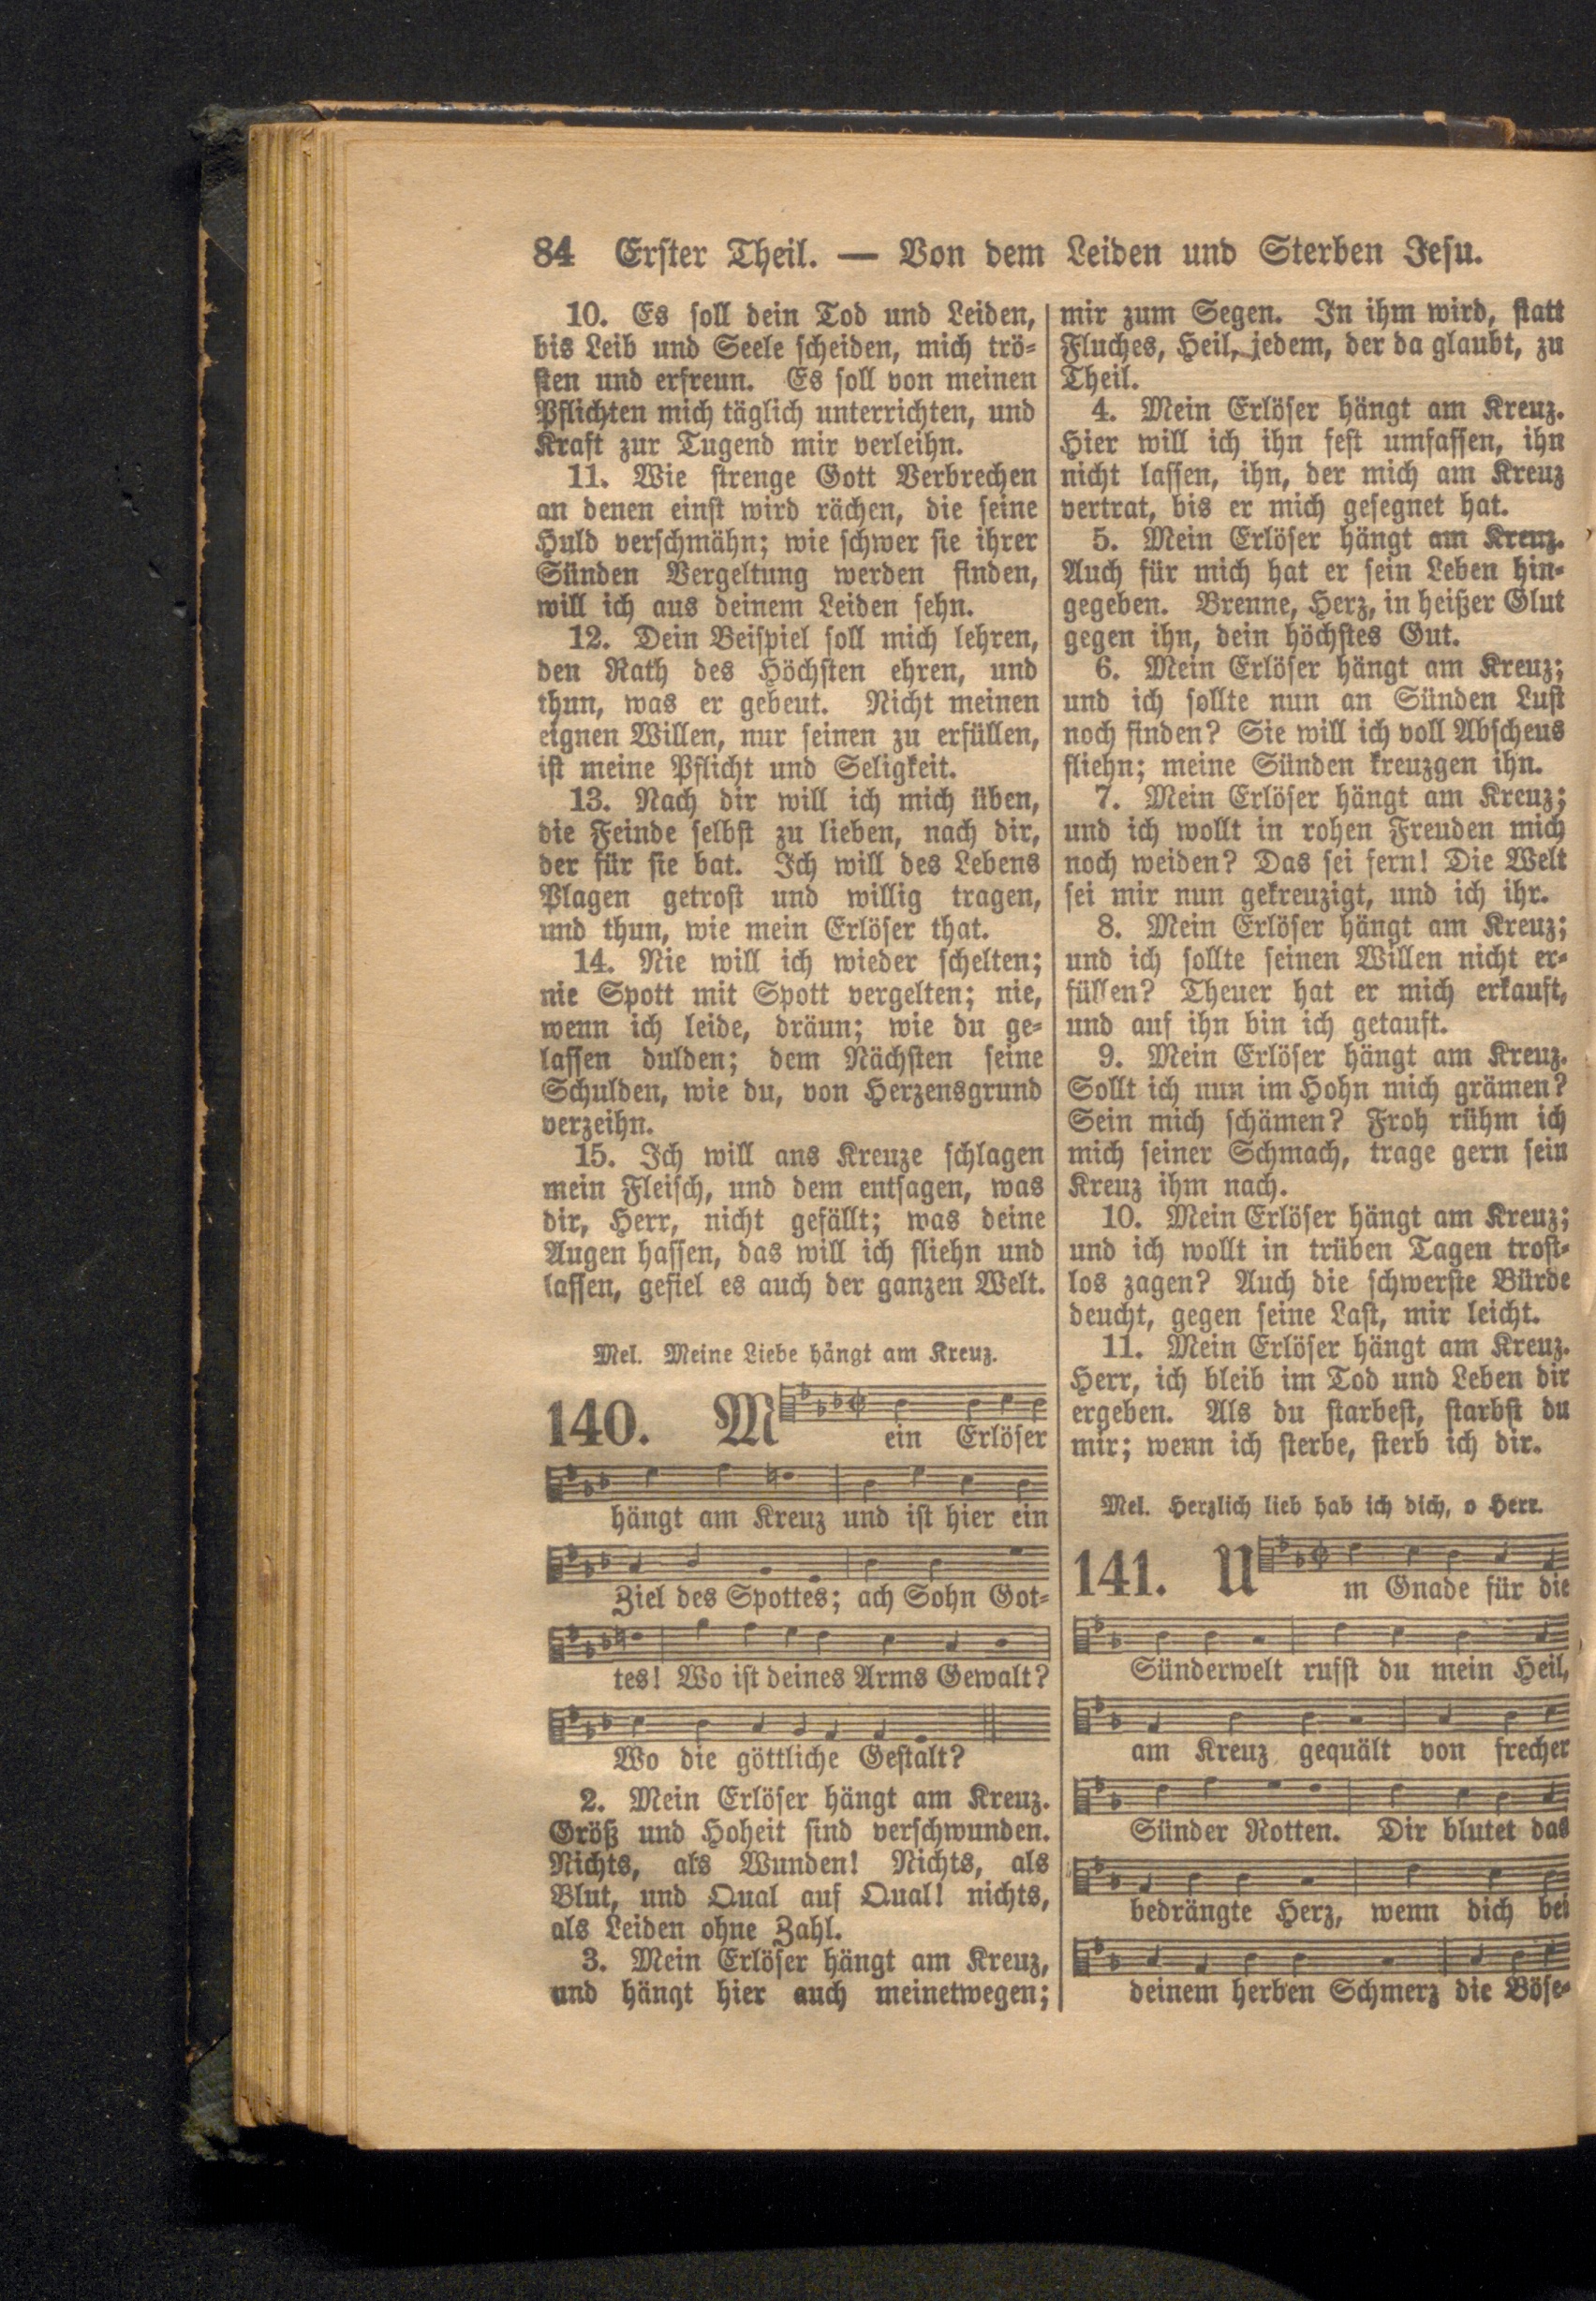 84 Erster Theil. — Von dem Leiden und Sterben Jesu.
10. Es soll dein Tod und Leiden,
bis Leib und Seele scheiden, mich trö-
sten und erfreun. Es soll von meinen
Pflichten mich täglich unterrichten, und
Kraft zur Tugend mir verleihn.
11. Wie strenge Gott Verbrechen
an denen einst wird rächen, die seine
Huld verschmähn; wie schwer sie ihrer
Sünden Vergeltung werden finden,
will ich aus deinem Leiden sehn.
12. Dein Beispiel soll mich lehren,
den Rath des Höchsten ehren, und
thun, was er gebeut. Nicht meinen
eignen Willen, nur seinen zu erfüllen,
ist meine Pflicht und Seligkeit.
13. Nach dir will ich mich üben,
die Feinde selbst zu lieben, nach dir,
der für sie bat. Ich will des Lebens
Plagen getrost und willig tragen,
und thun, wie mein Erlöser that.
14. Nie will ich wieder schelten;
nie Spott mit Spott vergelten; nie,
wenn ich leide, dräun; wie du ge-
lassen dulden; dem Nächsten seine
Schulden, wie du, von Herzensgrund
verzeihn.
15. Ich will ans Kreuze schlagen
mein Fleisch, und dem entsagen, was
dir, Herr, nicht gefällt; was deine
Augen hassen, das will ich fliehn und
lassen, gefiel es auch der ganzen Welt.
Mel. Meine Liebe hängt am Kreuz.
140. Mein Erlöser
hängt am Kreuz und ist hier ein
Ziel des Spottes; ach Sohn Got-
tes! Wo ist deines Arms Gewalt?
Wo die göttliche Gestalt?
2. Mein Erlöser hängt am Kreuz.
Größ und Hoheit sind verschwunden.
Nichts, als Wunden! Nichts, als
Blut, und Qual auf Qual! nichts,
als Leiden ohne Zahl.
3. Mein Erlöser hängt am Kreuz,
und hängt hier auch meinetwegen;
mir zum Segen. In ihm wird, statt
Fluches, Heil, jedem, der da glaubt, zu
Theil.
4. Mein Erlöser hängt am Kreuz.
Hier will ich ihn fest umfassen, ihn
nicht lassen, ihn, der mich am Kreuz
vertrat, bis er mich gesegnet hat.
5. Mein Erlöser hängt am Kreuz.
Auch für mich hat er sein Leben hin-
gegeben. Brenne, Herz, in heißer Glut
gegen ihn, dein höchstes Gut.
6. Mein Erlöser hängt am Kreuz;
und ich sollte nun an Sünden Lust
noch finden? Sie will ich voll Abscheus
fliehn; meine Sünden kreuzgen ihn.
7. Mein Erlöser hängt am Kreuz;
und ich wollt in rohen Freuden mich
noch weiden? Das sei fern! Die Welt
sei mir nun gekreuzigt, und ich ihr.
8. Mein Erlöser hängt am Kreuz;
und ich sollte seinen Willen nicht er-
füllen? Theuer hat er mich erkauft,
und auf ihn bin ich getauft.
9. Mein Erlöser hängt am Kreuz.
Sollt ich nun im Hohn mich grämen?
Sein mich schämen? Froh rühm ich
mich seiner Schmach, trage gern sein
Kreuz ihm nach.
10. Mein Erlöser hängt am Kreuz;
und ich wollt in trüben Tagen trost-
los zagen? Auch die schwerste Bürde
deucht, gegen seine Last, mir leicht.
11. Mein Erlöser hängt am Kreuz.
Herr, ich bleib im Tod und Leben dir
ergeben. Als du starbest, starbst du
mir; wenn ich sterbe, sterb ich dir.
Mel. Herzlich lieb hab ich dich, o Herr.
141. Um Gnade für die
Sünderwelt rufst du mein Heil,
am Kreuz gequält von frecher
Sünder Rotten. Dir blutet das
bedrängte Herz, wenn dich bei
deinem herben Schmerz die Böse-